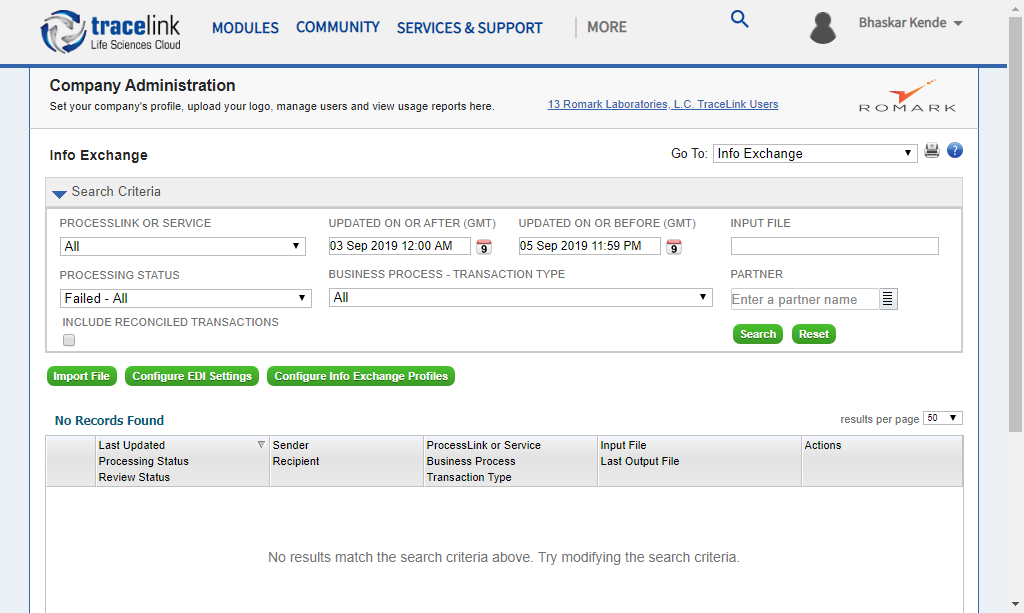 tracelink
Life Sciences Cloud
MODULES COMMUNITY SERVICES & SUPPORT MORE
Bhaskar Kende
Company Administration
Set your company's profile, upload your logo, manage users and view usage reports here.
13 Romark Laboratories, L.C. TraceLink Users
ROMARK
Info Exchange
Go To: Info Exchange
?
Search Criteria
PROCESSLINK OR SERVICE UPDATED ON OR AFTER (GMT) UPDATED ON OR BEFORE (GMT) INPUT FILE
All 03 Sep 2019 12:00 AM 9 05 Sep 2019 11:59 PM 9
PROCESSING STATUS BUSINESS PROCESS - TRANSACTION TYPE PARTNER
Failed - All All Enter a partner name
INCLUDE RECONCILED TRANSACTIONS
Search Reset
Import File Configure EDI Settings Configure Info Exchange Profiles
No Records Found results per page 50
Last Updated Sender ProcessLink or Service Input File Actions
Processing Status Recipient Business Process Last Output File
Review Status Transaction Type
No results match the search criteria above. Try modifying the search criteria.